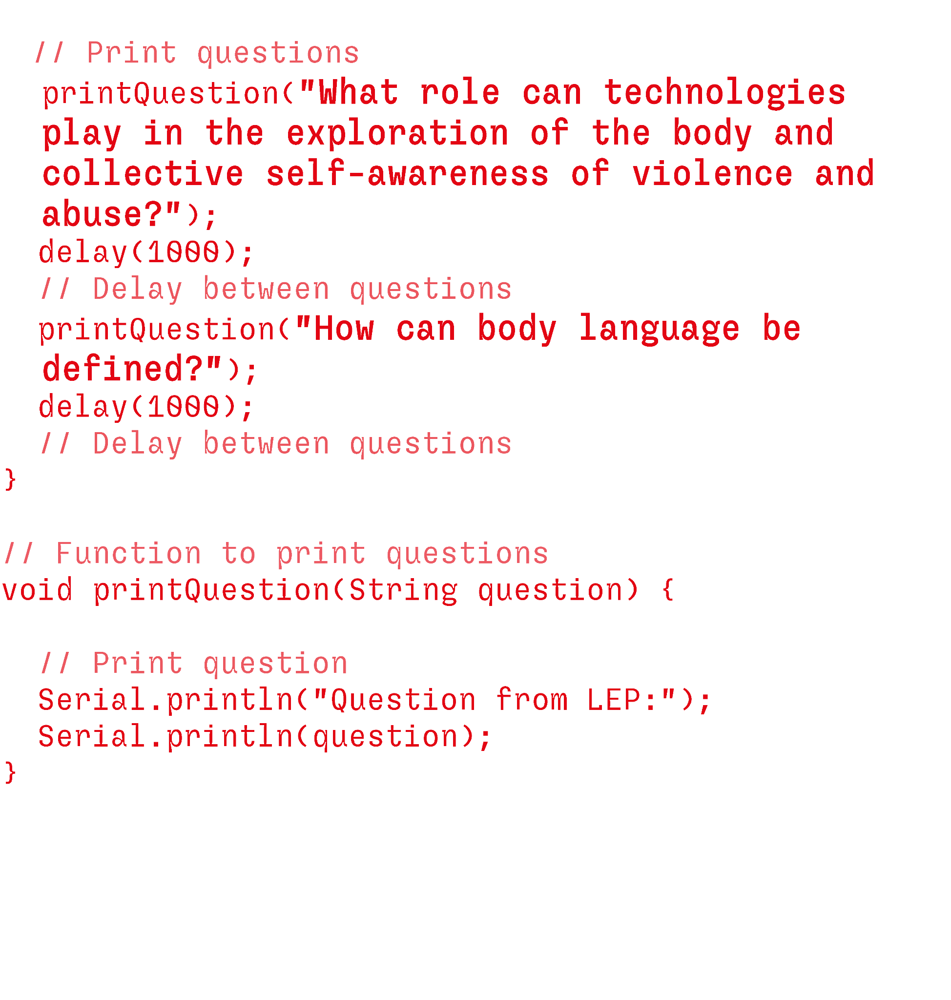 // Print questions
printQuestion("What role can technologies
play in the exploration of the body and
collective self-awareness of violence and
abuse?");
delay(1000);
// Delay between questions
printQuestion("How can body language be
defined?");
delay(1000);
// Delay between questions
}
// Function to print questions
void printQuestion(String question) {
// Print question
Serial.println("Question from LEP:");
Serial.println(question);
}